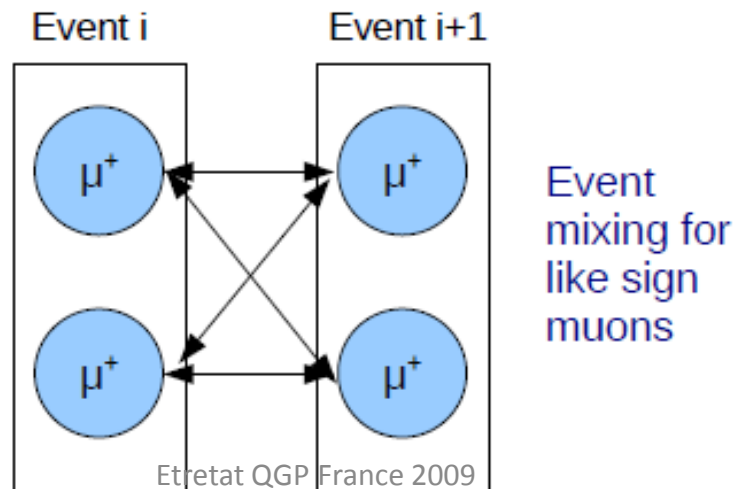 Event i
Event i+1
μ⁺
μ⁺
μ⁺
μ⁺
Event
mixing for
like sign
muons
Etretat QGP France 2009